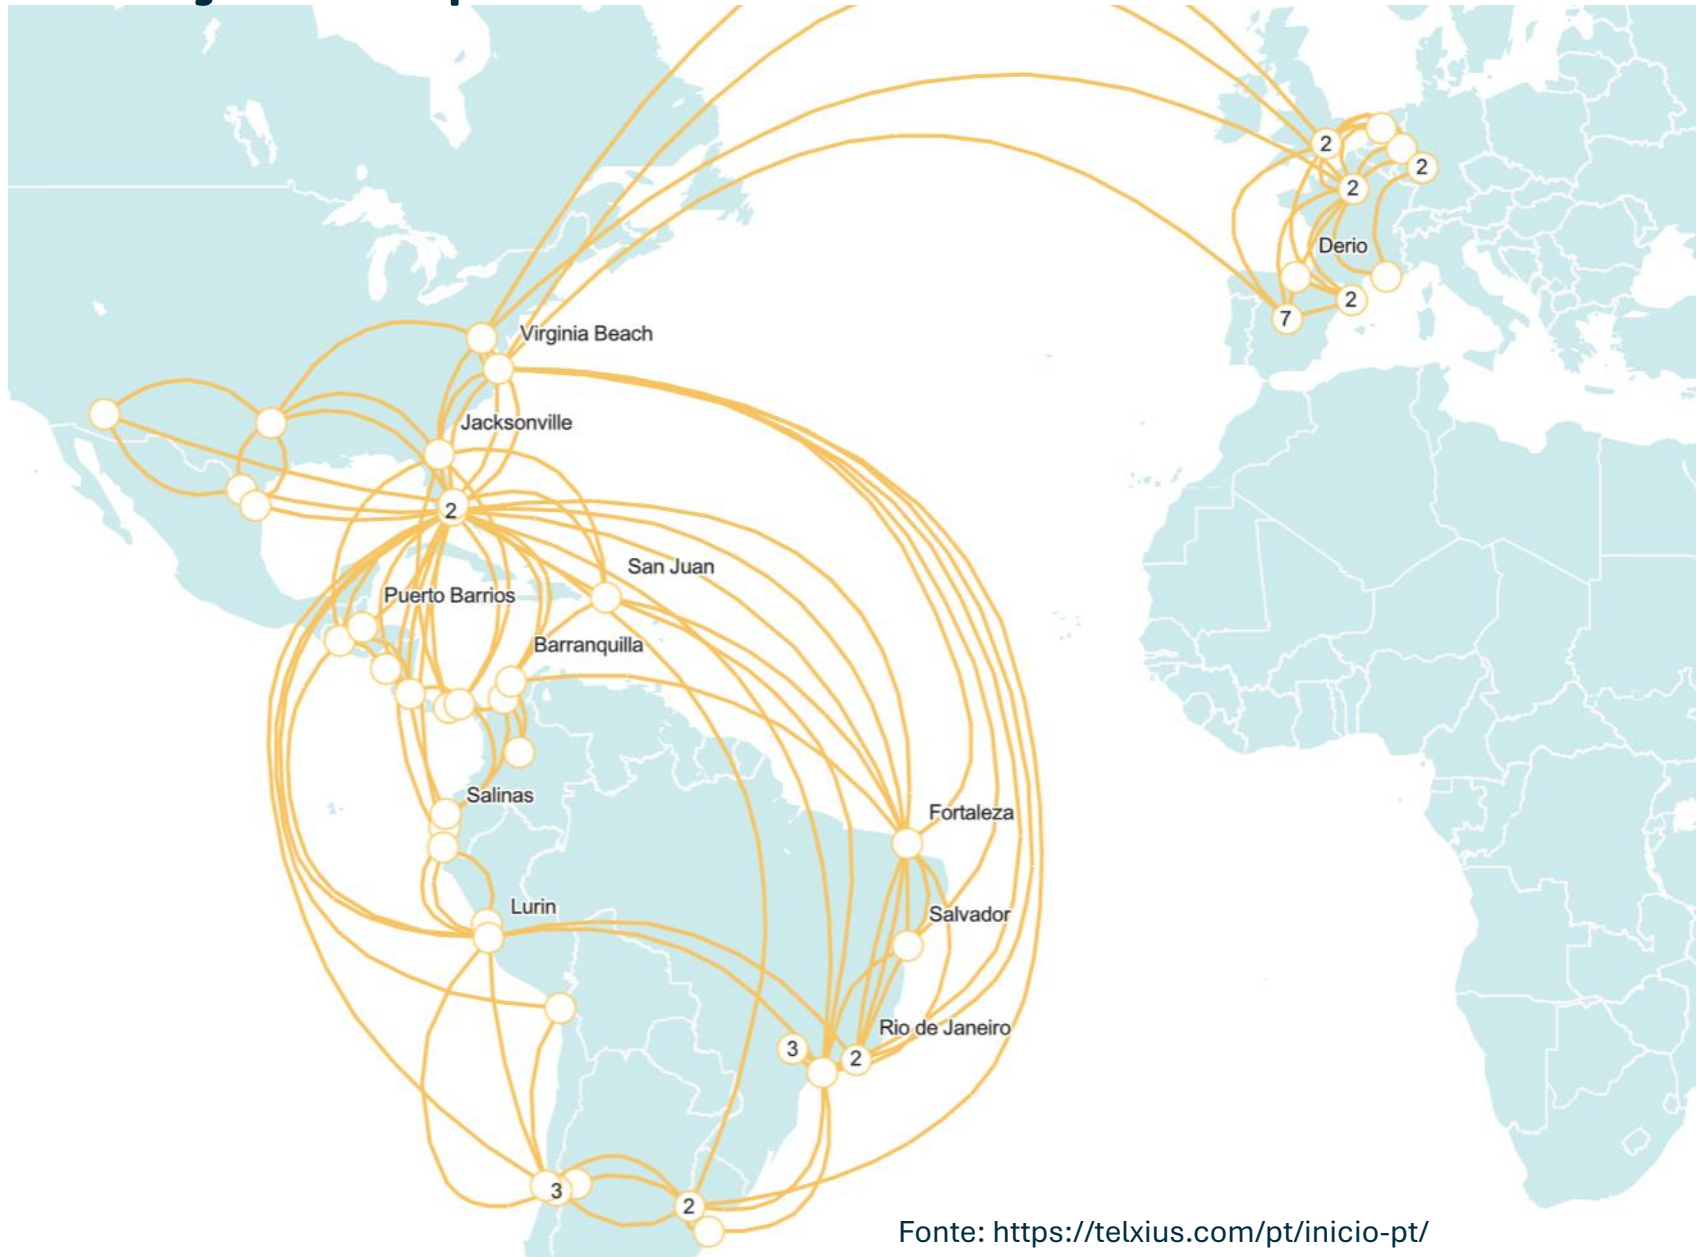 2
2
2
Derio
2
7
Virginia Beach
Jacksonville
2
San Juan
Puerto Barrios
Barranquilla
Salinas
Fortaleza
Lurin
Salvador
Rio de Janeiro
3
2
3
2
Fonte: https://telxius.com/pt/inicio-pt/